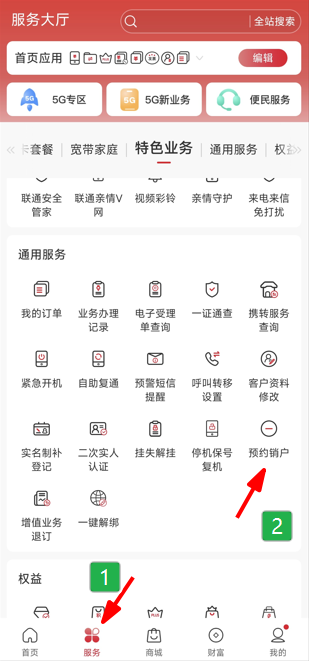 服务大厅
全站搜索
首页应用
编辑
5G专区
5G
5G新业务
便民服务
卡套餐
宽带家庭
特色业务
通用服务
权益
联通安全管家
联通亲情V网
视频彩铃
亲情守护
来电来信免打扰
通用服务
我的订单
业务办理记录
电子受理单查询
一证通查
携转服务查询
紧急开机
自助复通
预警短信提醒
呼叫转移设置
客户资料修改
实名制补登记
二次实人认证
挂失解挂
停机保号复机
预约销户
增值业务退订
一键解绑
2
1
权益
首页
服务
商城
财富
我的